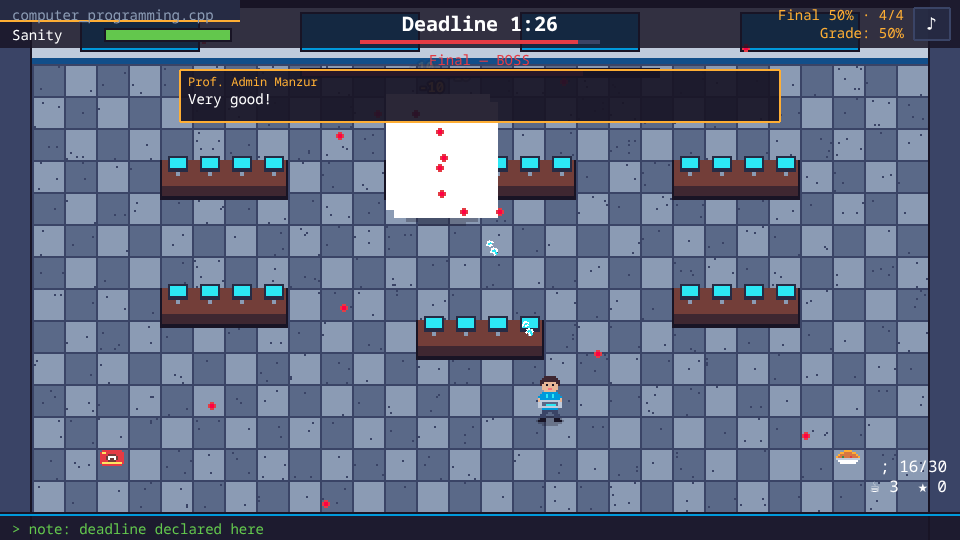 computer programming.cpp
Sanity
Deadline 1:26
Final 50% · 4/4
Grade: 50%
♪
Final — BOSS
Prof. Admin Manzur
Very good!
; 16/30
☕ 3 ★ 0
> note: deadline declared here